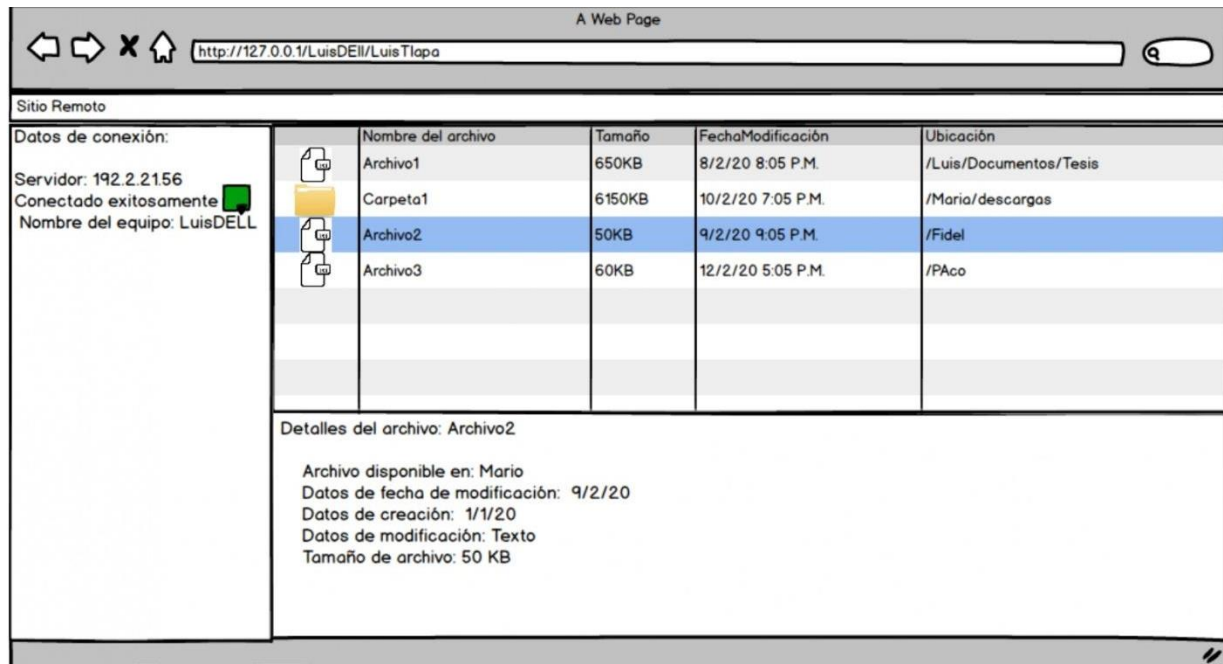 A Web Page
http://127.0.0.1/LuisDEll/LuisTlapa
Sitio Remoto
Datos de conexión:
Servidor: 192.2.21.56
Conectado exitosamente
Nombre del equipo: LuisDELL
Nombre del archivo Tamaño FechaModificación Ubicación
Archivo1 650KB 8/2/20 8:05 P.M. /Luis/Documentos/Tesis
Carpeta1 6150KB 10/2/20 7:05 P.M. /Maria/descargas
Archivo2 50KB 9/2/20 9:05 P.M. /Fidel
Archivo3 60KB 12/2/20 5:05 P.M. /PAco
Detalles del archivo: Archivo2
Archivo disponible en: Mario
Datos de fecha de modificación: 9/2/20
Datos de creación: 1/1/20
Datos de modificación: Texto
Tamaño de archivo: 50 KB